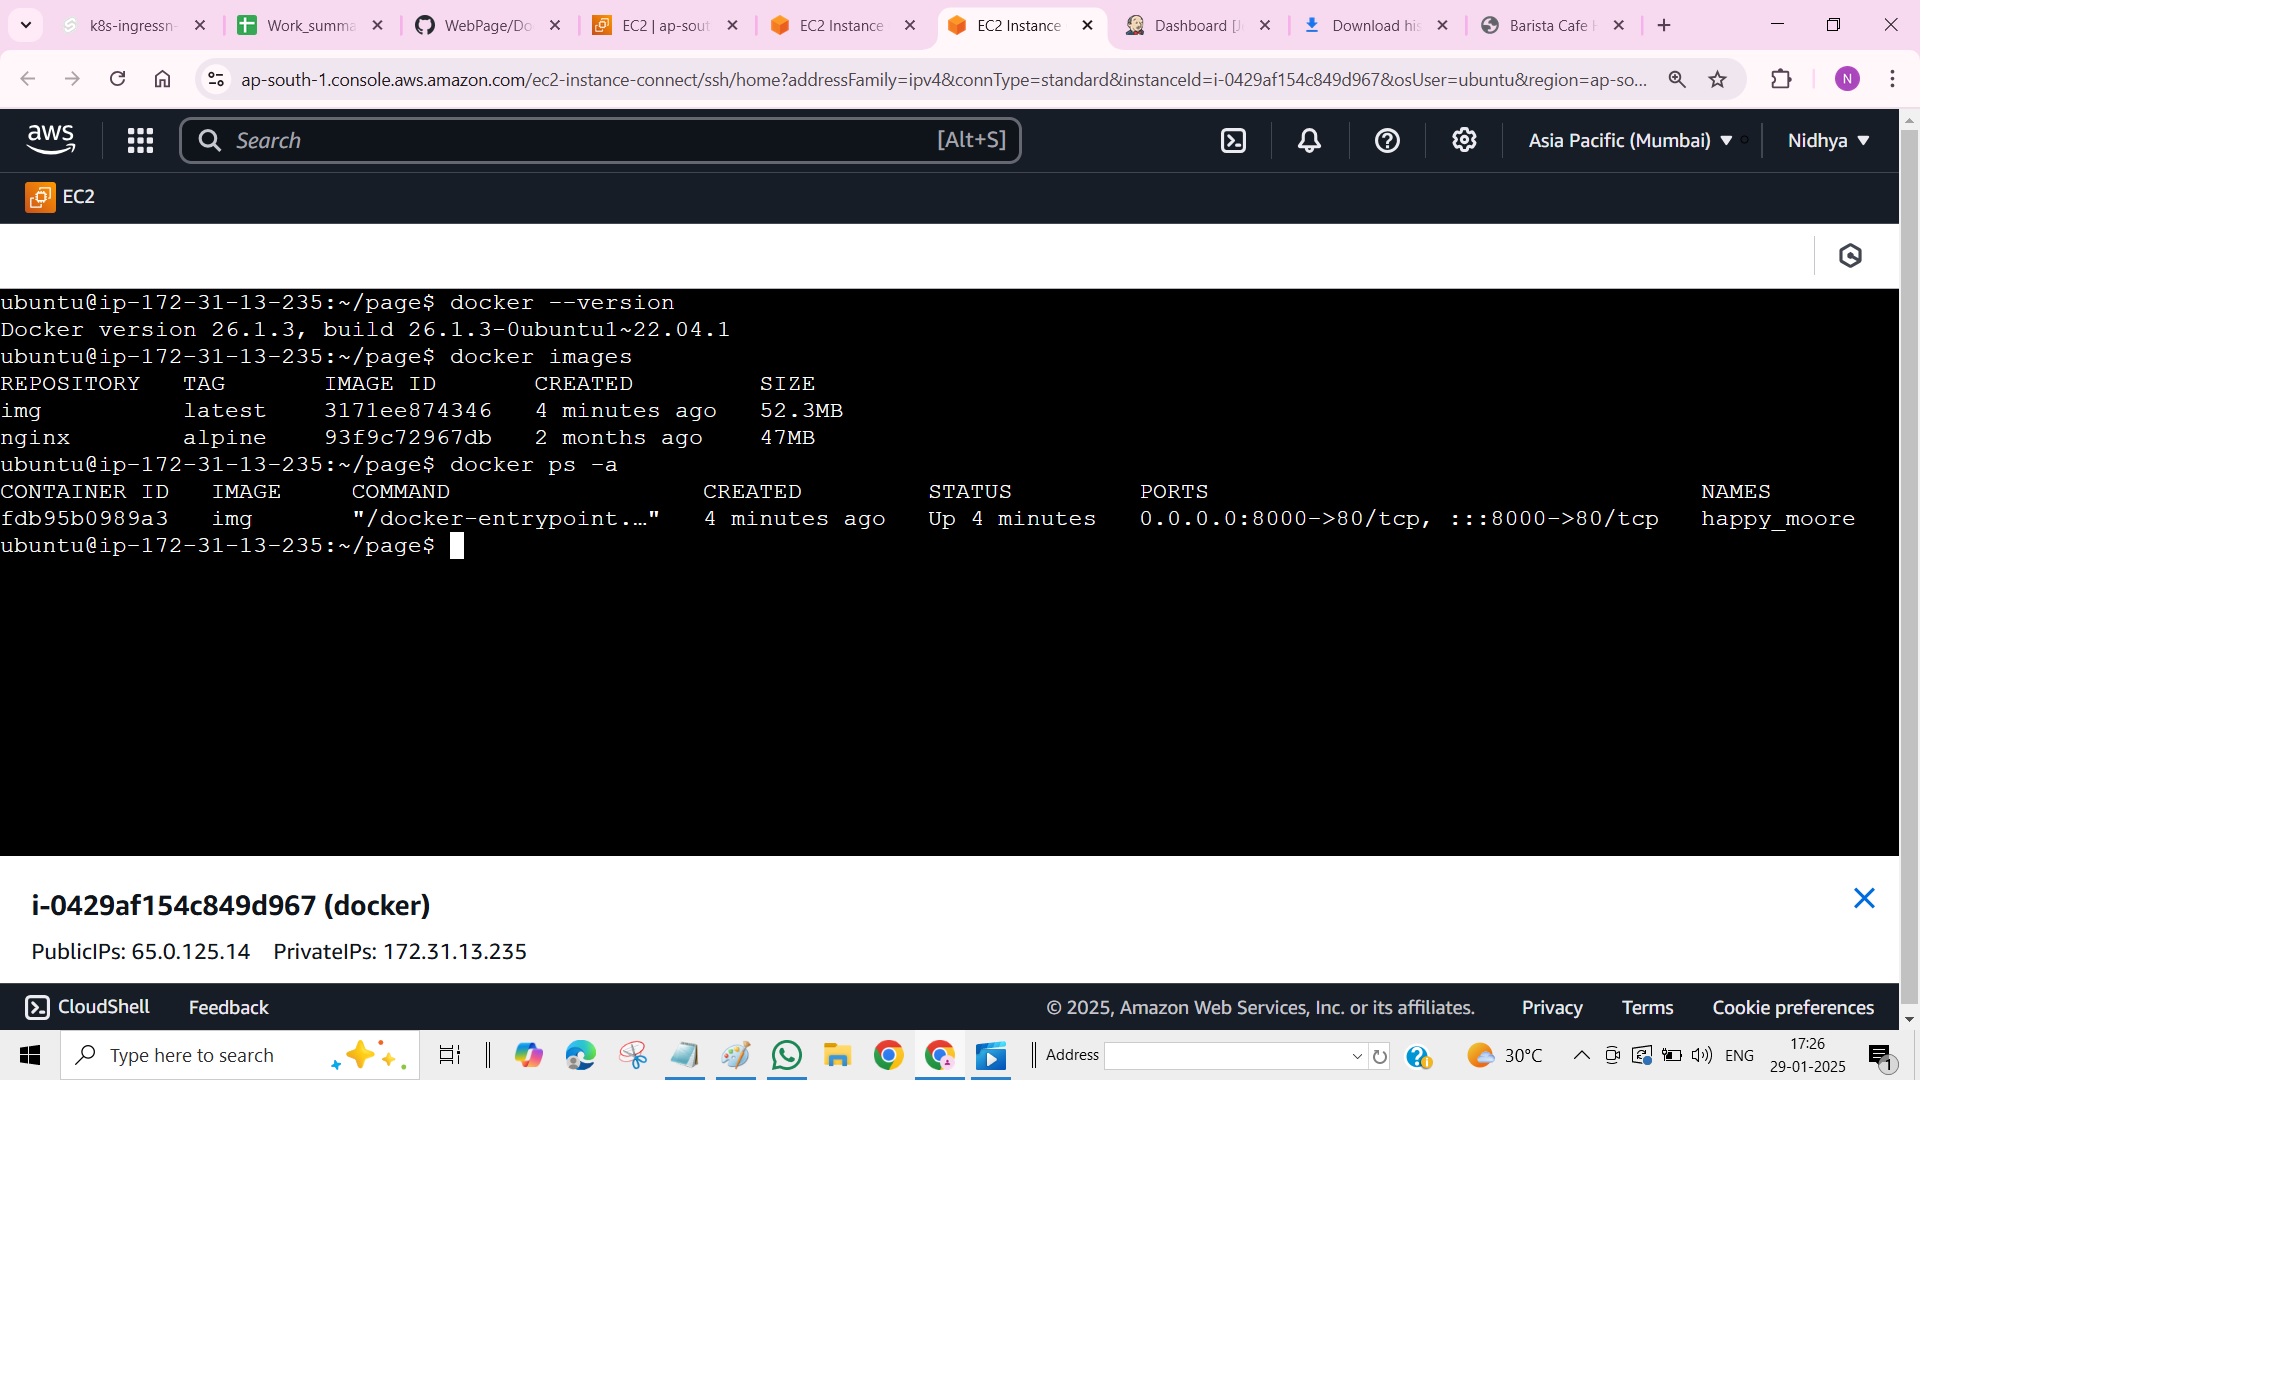 k8s-ingressn-
Work_summa
WebPage/Do
EC2 | ap-sout
EC2 Instance
EC2 Instance
Dashboard [J
Download his
Barista Cafe H
ap-south-1.console.aws.amazon.com/ec2-instance-connect/ssh/home?addressFamily=ipv4&connType=standard&instanceId=i-0429af154c849d967&osUser=ubuntu&region=ap-so...
N
aws
Search
[Alt+S]
Asia Pacific (Mumbai)
Nidhya
EC2
ubuntu@ip-172-31-13-235:~/page$ docker --version
Docker version 26.1.3, build 26.1.3-0ubuntu1~22.04.1
ubuntu@ip-172-31-13-235:~/page$ docker images
REPOSITORY TAG IMAGE ID CREATED SIZE
img latest 3171ee874346 4 minutes ago 52.3MB
nginx alpine 93f9c72967db 2 months ago 47MB
ubuntu@ip-172-31-13-235:~/page$ docker ps -a
CONTAINER ID IMAGE COMMAND CREATED STATUS PORTS NAMES
fdb95b0989a3 img "/docker-entrypoint.…" 4 minutes ago Up 4 minutes 0.0.0.0:8000->80/tcp, :::8000->80/tcp happy_moore
ubuntu@ip-172-31-13-235:~/page$
i-0429af154c849d967 (docker)
PublicIPs: 65.0.125.14 PrivateIPs: 172.31.13.235
CloudShell
Feedback
© 2025, Amazon Web Services, Inc. or its affiliates.
Privacy
Terms
Cookie preferences
Type here to search
Address
30°C
ENG
17:26
29-01-2025
1